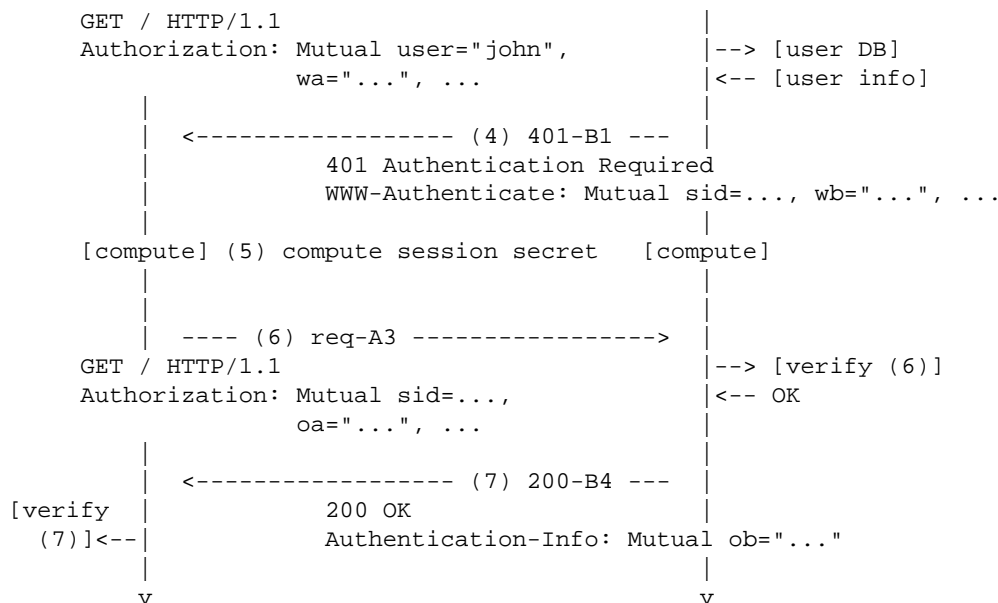 GET / HTTP/1.1                           |
Authorization: Mutual user="john",       |--> [user DB]
               wa="...", ...             |<-- [user info]
    |                                    |
    |  <------------------ (4) 401-B1 ---  |
    |            401 Authentication Required
    |            WWW-Authenticate: Mutual sid=..., wb="...", ...
    |                                    |
[compute] (5) compute session secret   [compute]
    |                                    |
    |                                    |
    |  ---- (6) req-A3 ----------------->  |
GET / HTTP/1.1                           |--> [verify (6)]
Authorization: Mutual sid=...,           |<-- OK
               oa="...", ...             |
    |                                    |
    |  <------------------ (7) 200-B4 ---  |
[verify  |            200 OK                  |
(7)]<--|            Authentication-Info: Mutual ob="..."
    |                                    |
    v                                    v